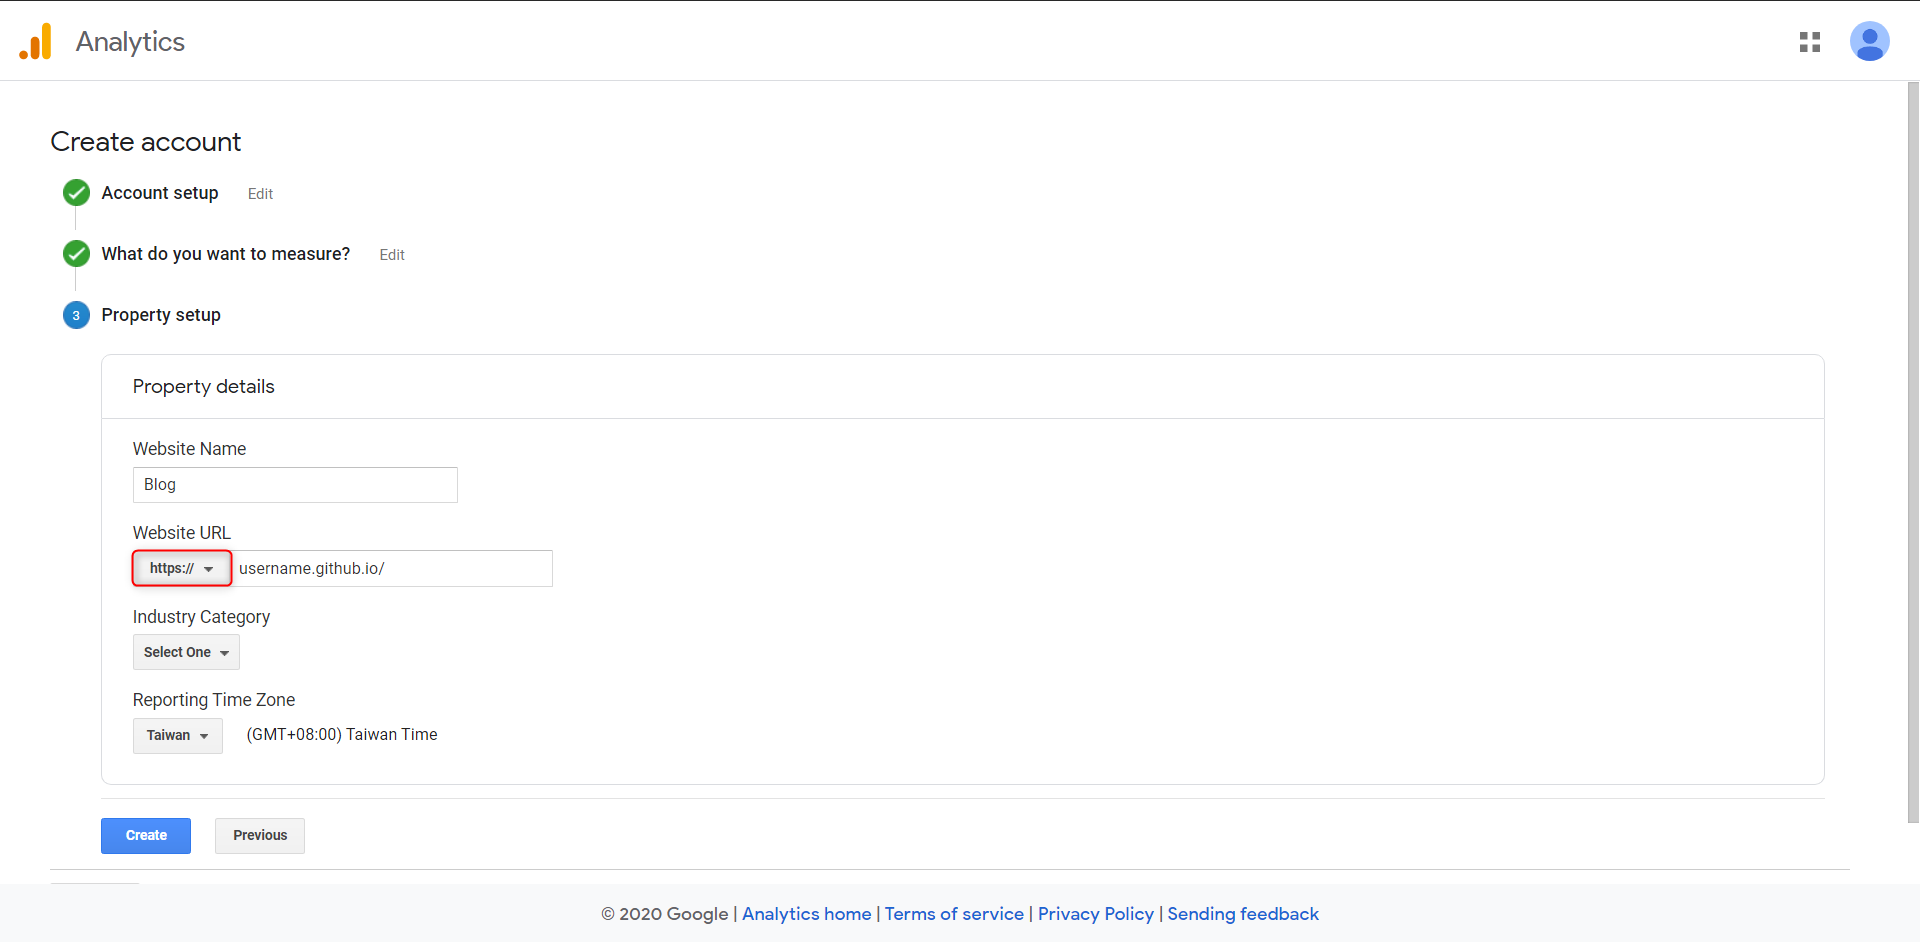 Analytics
Create account
Account setup Edit
What do you want to measure? Edit
3 Property setup
Property details
Website Name
Blog
Website URL
https:// username.github.io/
Industry Category
Select One
Reporting Time Zone
Taiwan (GMT+08:00) Taiwan Time
Create Previous
© 2020 Google | Analytics home | Terms of service | Privacy Policy | Sending feedback